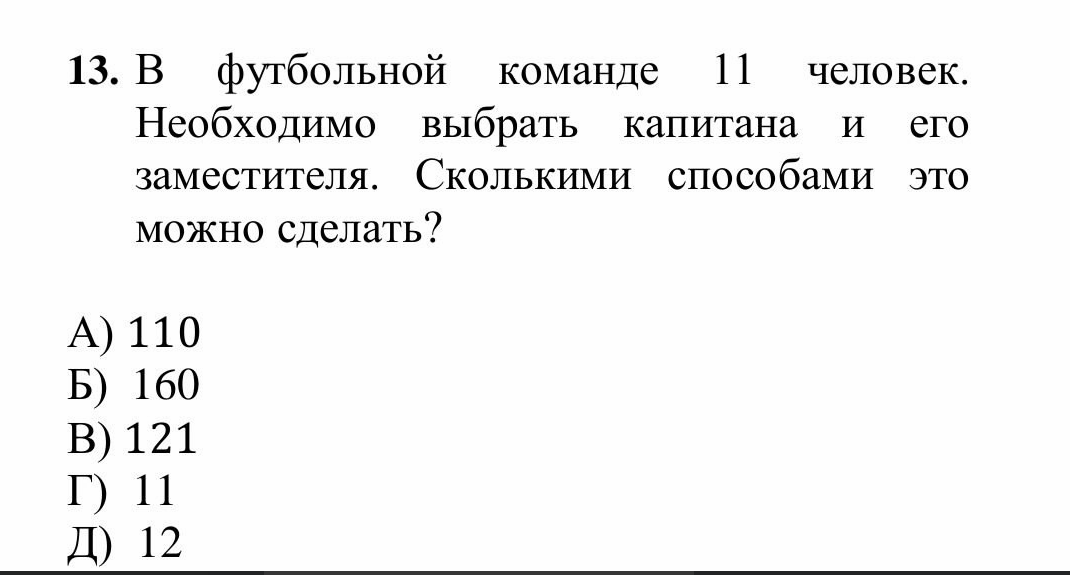 13. В футбольной команде 11 человек.
Необходимо выбрать капитана и его
заместителя. Сколькими способами это
можно сделать?
А) 110
Б) 160
В) 121
Г) 11
Д) 12